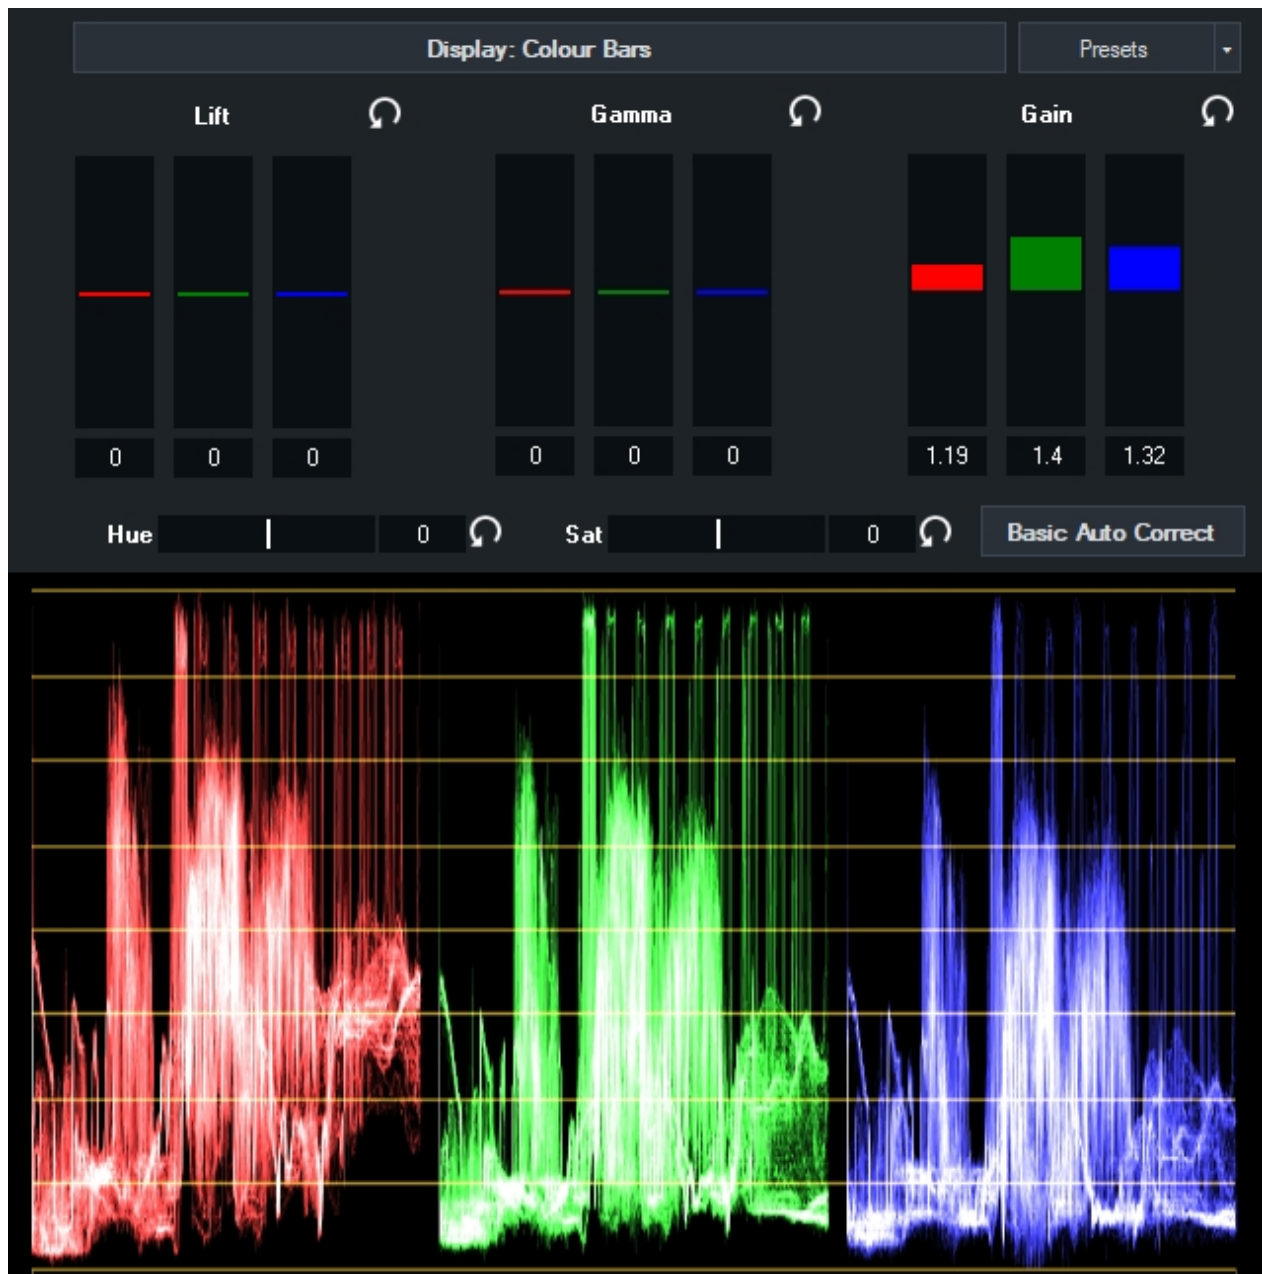 Display: Colour Bars Presets
Lift Gamma Gain
0 0 0 0 0 0 1.19 1.4 1.32
Hue 0 Sat 0 Basic Auto Correct